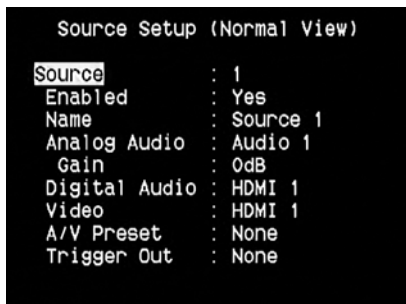 Source Setup (Normal View)
Source : 1
Enabled : Yes
Name : Source 1
Analog Audio : Audio 1
Gain : 0dB
Digital Audio : HDMI 1
Video : HDMI 1
A/V Preset : None
Trigger Out : None